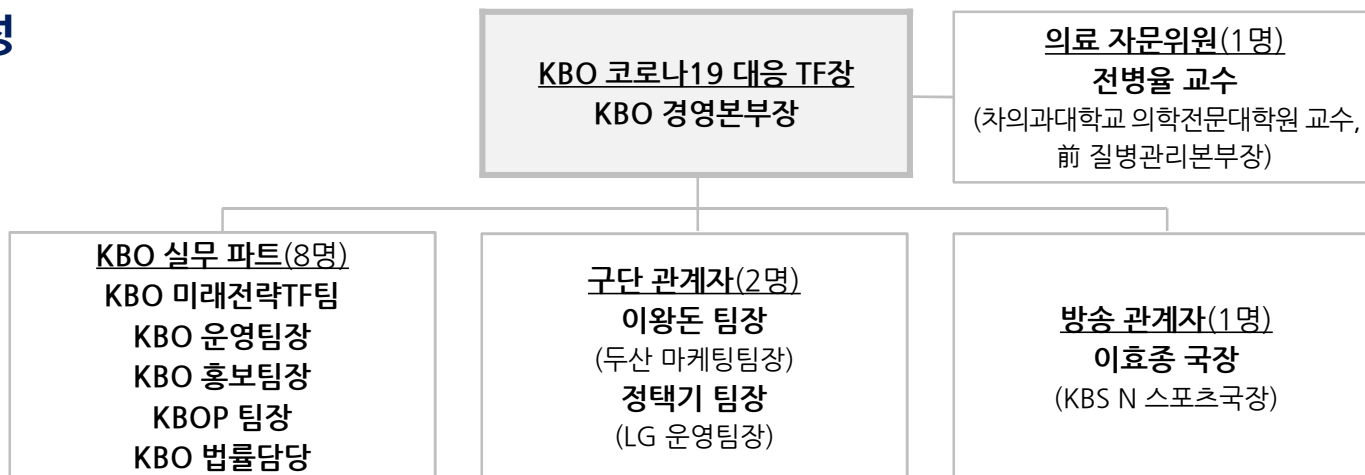 성
KBO 코로나19 대응 TF장
KBO 경영본부장
의료 자문위원(1명)
전병율 교수
(차의과대학교 의학전문대학원 교수,
前 질병관리본부장)
KBO 실무 파트(8명)
KBO 미래전략TF팀
KBO 운영팀장
KBO 홍보팀장
KBOP 팀장
KBO 법률담당
구단 관계자(2명)
이왕돈 팀장
(두산 마케팅팀장)
정택기 팀장
(LG 운영팀장)
방송 관계자(1명)
이효종 국장
(KBS N 스포츠국장)